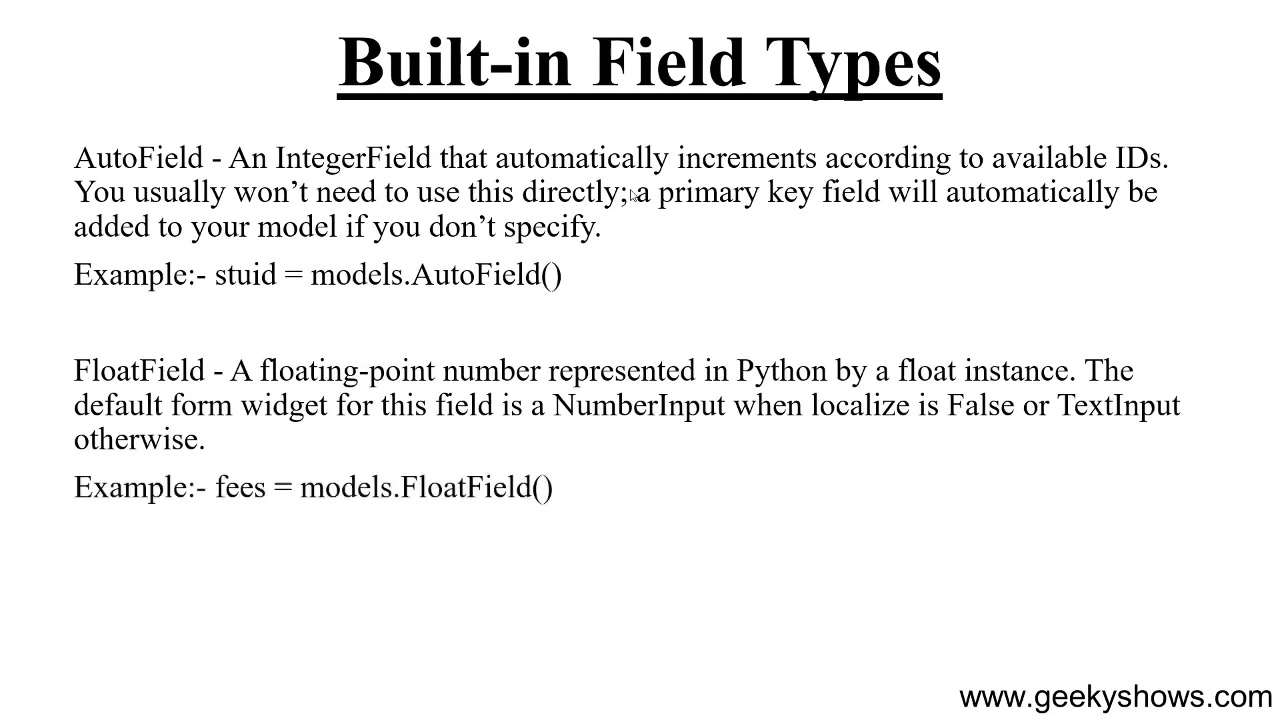 Built-in Field Types
AutoField - An IntegerField that automatically increments according to available IDs.
You usually won’t need to use this directly; a primary key field will automatically be
added to your model if you don’t specify.
Example:- stuid = models.AutoField()
FloatField - A floating-point number represented in Python by a float instance. The
default form widget for this field is a NumberInput when localize is False or TextInput
otherwise.
Example:- fees = models.FloatField()
www.geekyshows.com